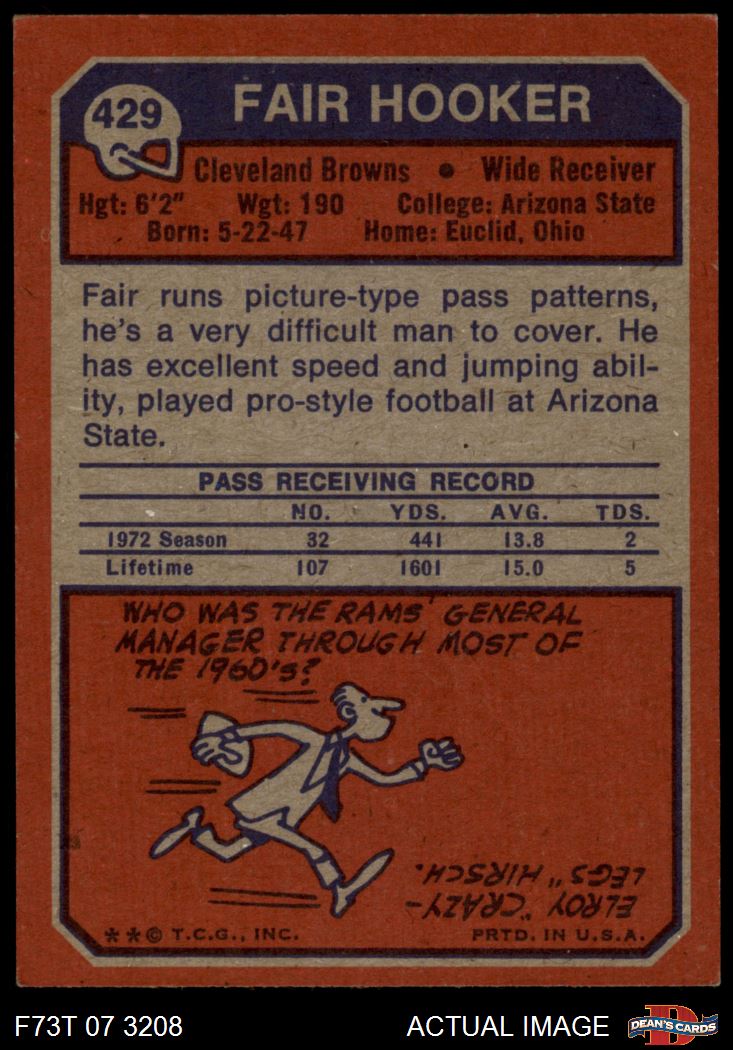 429
FAIR HOOKER
Cleveland Browns • Wide Receiver
Hgt: 6'2" Wgt: 190 College: Arizona State
Born: 5-22-47 Home: Euclid, Ohio
Fair runs picture-type pass patterns,
he's a very difficult man to cover. He
has excellent speed and jumping abil-
ity, played pro-style football at Arizona
State.
PASS RECEIVING RECORD
NO. YDS. AVG. TDS.
1972 Season 32 441 13.8 2
Lifetime 107 1601 15.0 5
WHO WAS THE RAMS' GENERAL
MANAGER THROUGH MOST OF
THE 1960's?
ELROY "CRAZY-
LEGS" HIRSCH.
**© T.C.G., INC. PRTD. IN U.S.A.
F73T 07 3208 ACTUAL IMAGE
D
DEAN'S CARDS